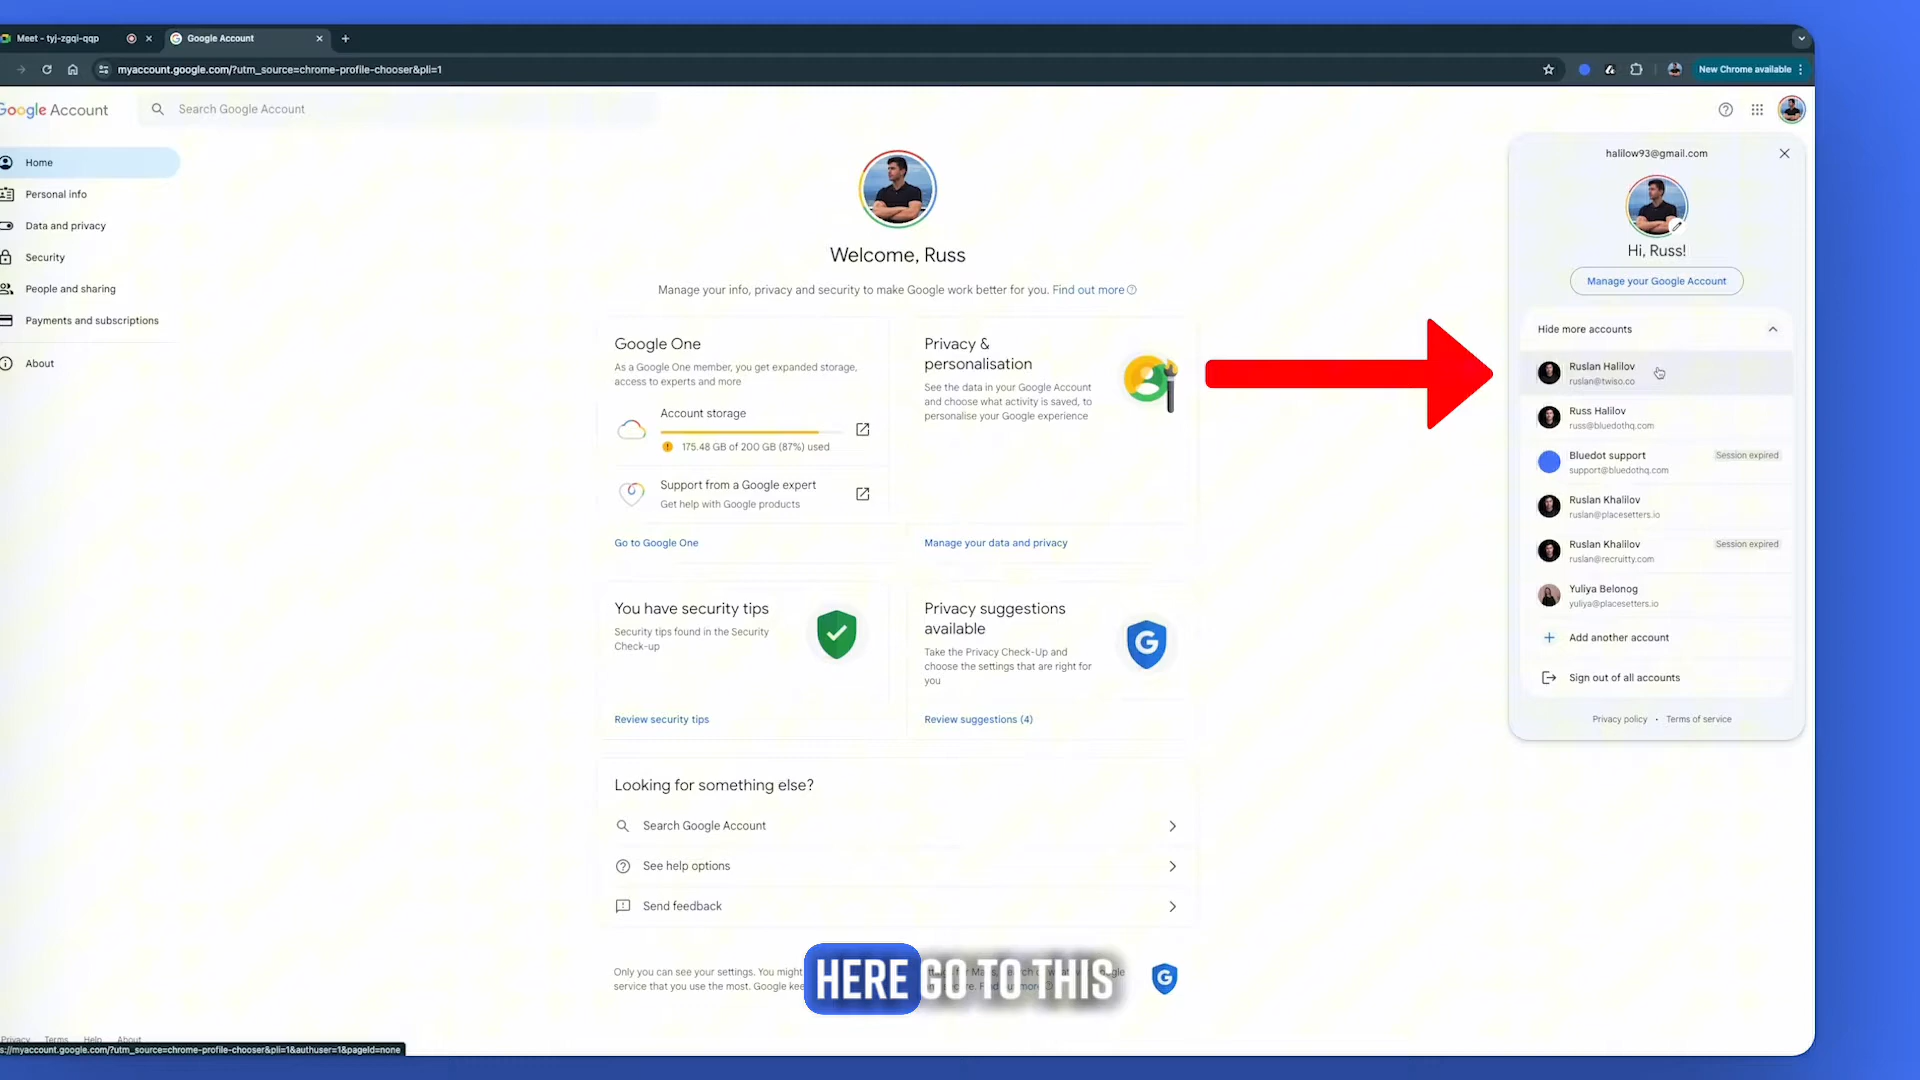 Meet - tyj-zgqi-qqp
Google Account
myaccount.google.com/?utm_source=chrome-profile-chooser&pli=1
New Chrome available
Google Account
Search Google Account
Home
Personal info
Data and privacy
Security
People and sharing
Payments and subscriptions
About
Welcome, Russ
Manage your info, privacy and security to make Google work better for you. Find out more
Google One
As a Google One member, you get expanded storage,
access to experts and more
Account storage
175.48 GB of 200 GB (87%) used
Support from a Google expert
Get help with Google products
Go to Google One
Privacy &
personalisation
See the data in your Google Account
and choose what activity is saved, to
personalise your Google experience
Manage your data and privacy
You have security tips
Security tips found in the Security
Check-up
Review security tips
Privacy suggestions
available
Take the Privacy Check-Up and
choose the settings that are right for
you
Review suggestions (4)
Looking for something else?
Search Google Account
See help options
Send feedback
Only you can see your settings. You might
service that you use the most. Google
HERE GO TO THIS
halilow93@gmail.com
Hi, Russ!
Manage your Google Account
Hide more accounts
Ruslan Halilov
ruslan@twiso.co
Russ Halilov
russ@bluedothq.com
Bluedot support
support@bluedothq.com
Session expired
Ruslan Khalilov
ruslan@placesetters.io
Ruslan Khalilov
ruslan@recruitty.com
Session expired
Yuliya Belonog
yuliya@placesetters.io
Add another account
Sign out of all accounts
Privacy policy · Terms of service
Privacy Terms Help About
s://myaccount.google.com/?utm_source=chrome-profile-chooser&pli=1&authuser=1&pageId=none